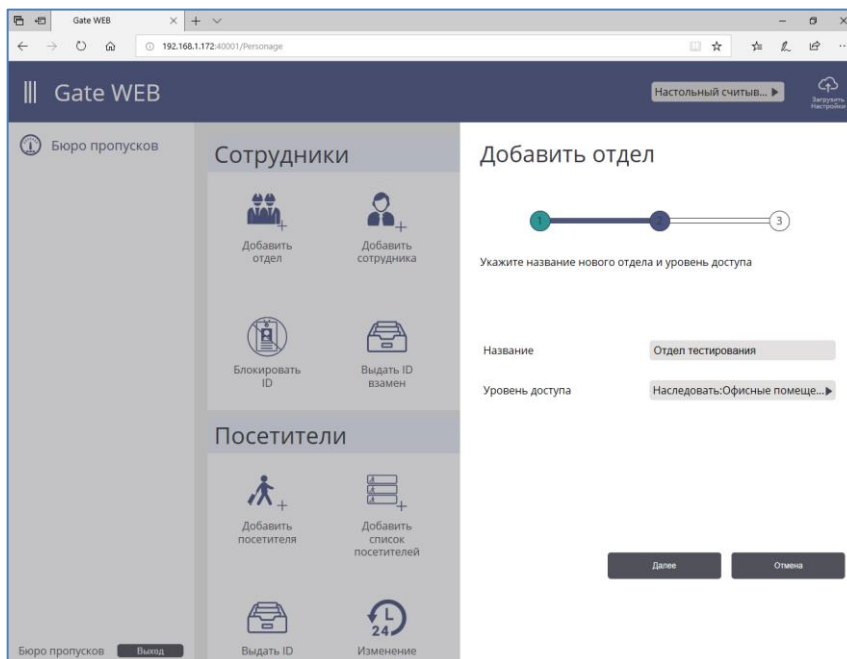 Gate WEB
192.168.1.172:40001/Personage
Gate WEB
Настольный считыв...
Загрузить
Настройки
Бюро пропусков
Сотрудники
Добавить
отдел
Добавить
сотрудника
Блокировать
ID
Выдать ID
взамен
Посетители
Добавить
посетителя
Добавить
список
посетителей
24
Выдать ID
Изменение
Бюро пропусков
Выход
Добавить отдел
1
2
3
Укажите название нового отдела и уровень доступа
Название
Отдел тестирования
Уровень доступа
Наследовать:Офисные помеще...
Далее
Отмена